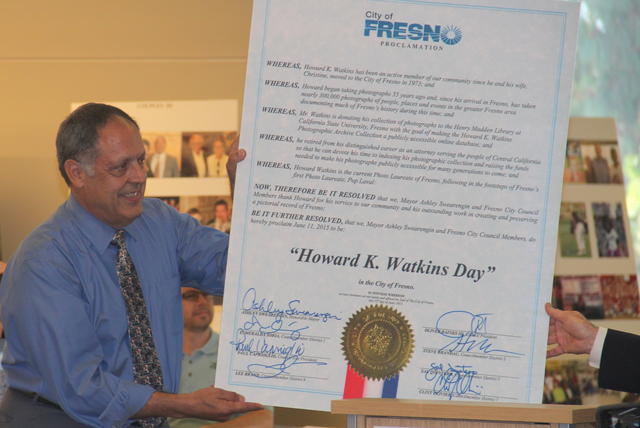 City of
FRESNO
PROCLAMATION
WHEREAS, Howard K. Watkins has been an active member of our community since he and his wife,
Christine, moved to the City of Fresno in 1973; and
WHEREAS, Howard began taking photographs 55 years ago and, since his arrival in Fresno, has taken
nearly 300,000 photographs of people, places and events in the greater Fresno area
documenting much of Fresno's history during this time; and
WHEREAS, Mr. Watkins is donating his collection of photographs to the Henry Madden Library at
California State University, Fresno with the goal of making the Howard K. Watkins
Photographic Archive Collection a publicly accessible online database; and
WHEREAS, he retired from his distinguished career as an attorney serving the people of Central California
so that he can devote his time to indexing his photographic collection and raising the funds
needed to make his photographs publicly accessible for many generations to come; and
WHEREAS, Howard Watkins is the current Photo Laureate of Fresno, following in the footsteps of Fresno's
first Photo Laureate, Pop Laval:
NOW, THEREFORE BE IT RESOLVED that we, Mayor Ashley Swearengin and Fresno City Council
Members thank Howard for his service to our community and his outstanding work in creating and preserving
a pictorial record of Fresno;
BE IT FURTHER RESOLVED, that we, Mayor Ashley Swearengin and Fresno City Council Members, do
hereby proclaim June 11, 2015 to be:
"Howard K. Watkins Day"
in the City of Fresno.